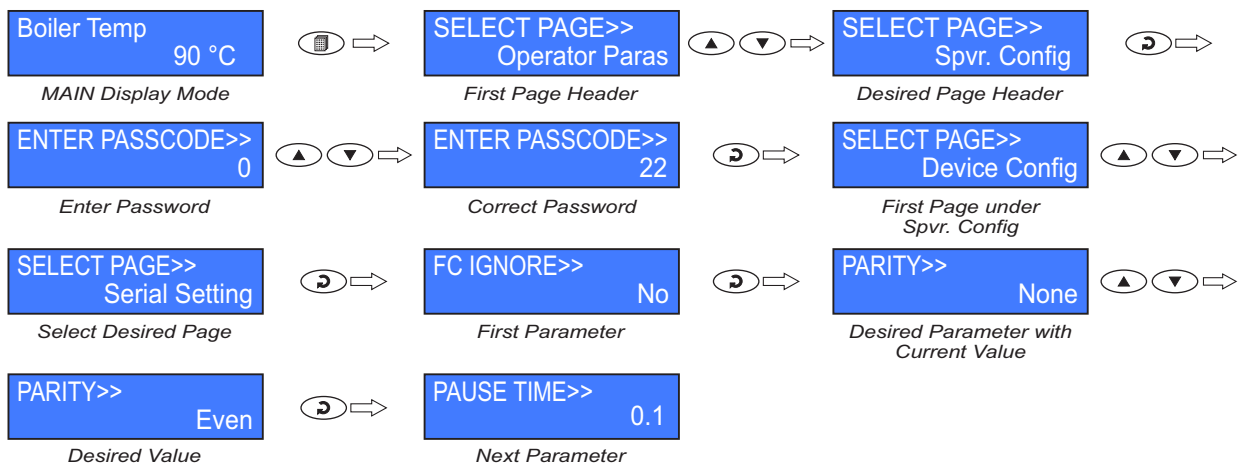 Boiler Temp
90 °C
MAIN Display Mode
SELECT PAGE>>
Operator Paras
First Page Header
SELECT PAGE>>
Spvr. Config
Desired Page Header
ENTER PASSCODE>>
0
Enter Password
ENTER PASSCODE>>
22
Correct Password
SELECT PAGE>>
Device Config
First Page under
Spvr. Config
SELECT PAGE>>
Serial Setting
Select Desired Page
FC IGNORE>>
No
First Parameter
PARITY>>
None
Desired Parameter with
Current Value
PARITY>>
Even
Desired Value
PAUSE TIME>>
0.1
Next Parameter